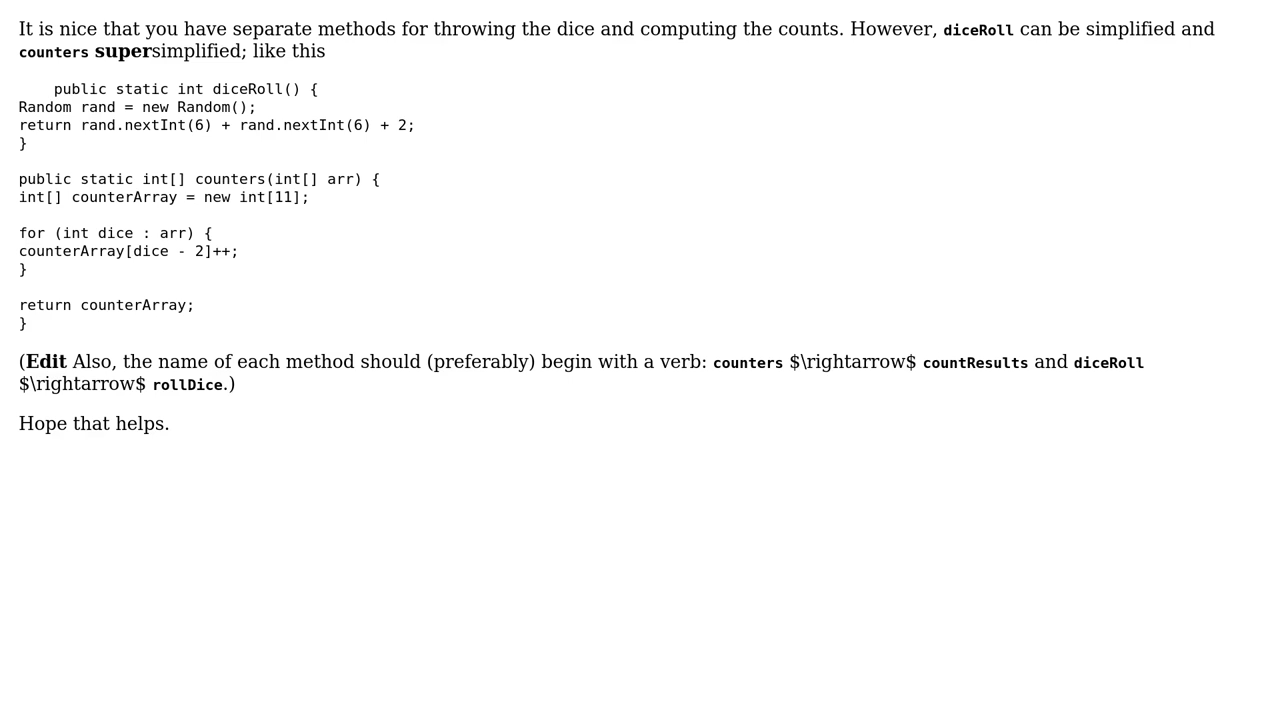 It is nice that you have separate methods for throwing the dice and computing the counts. However, diceRoll can be simplified and
counters supersimplified; like this
public static int diceRoll() {
Random rand = new Random();
return rand.nextInt(6) + rand.nextInt(6) + 2;
}
public static int[] counters(int[] arr) {
int[] counterArray = new int[11];
for (int dice : arr) {
counterArray[dice - 2]++;
}
return counterArray;
}
(Edit Also, the name of each method should (preferably) begin with a verb: counters $\rightarrow$ countResults and diceRoll
$\rightarrow$ rollDice.)
Hope that helps.